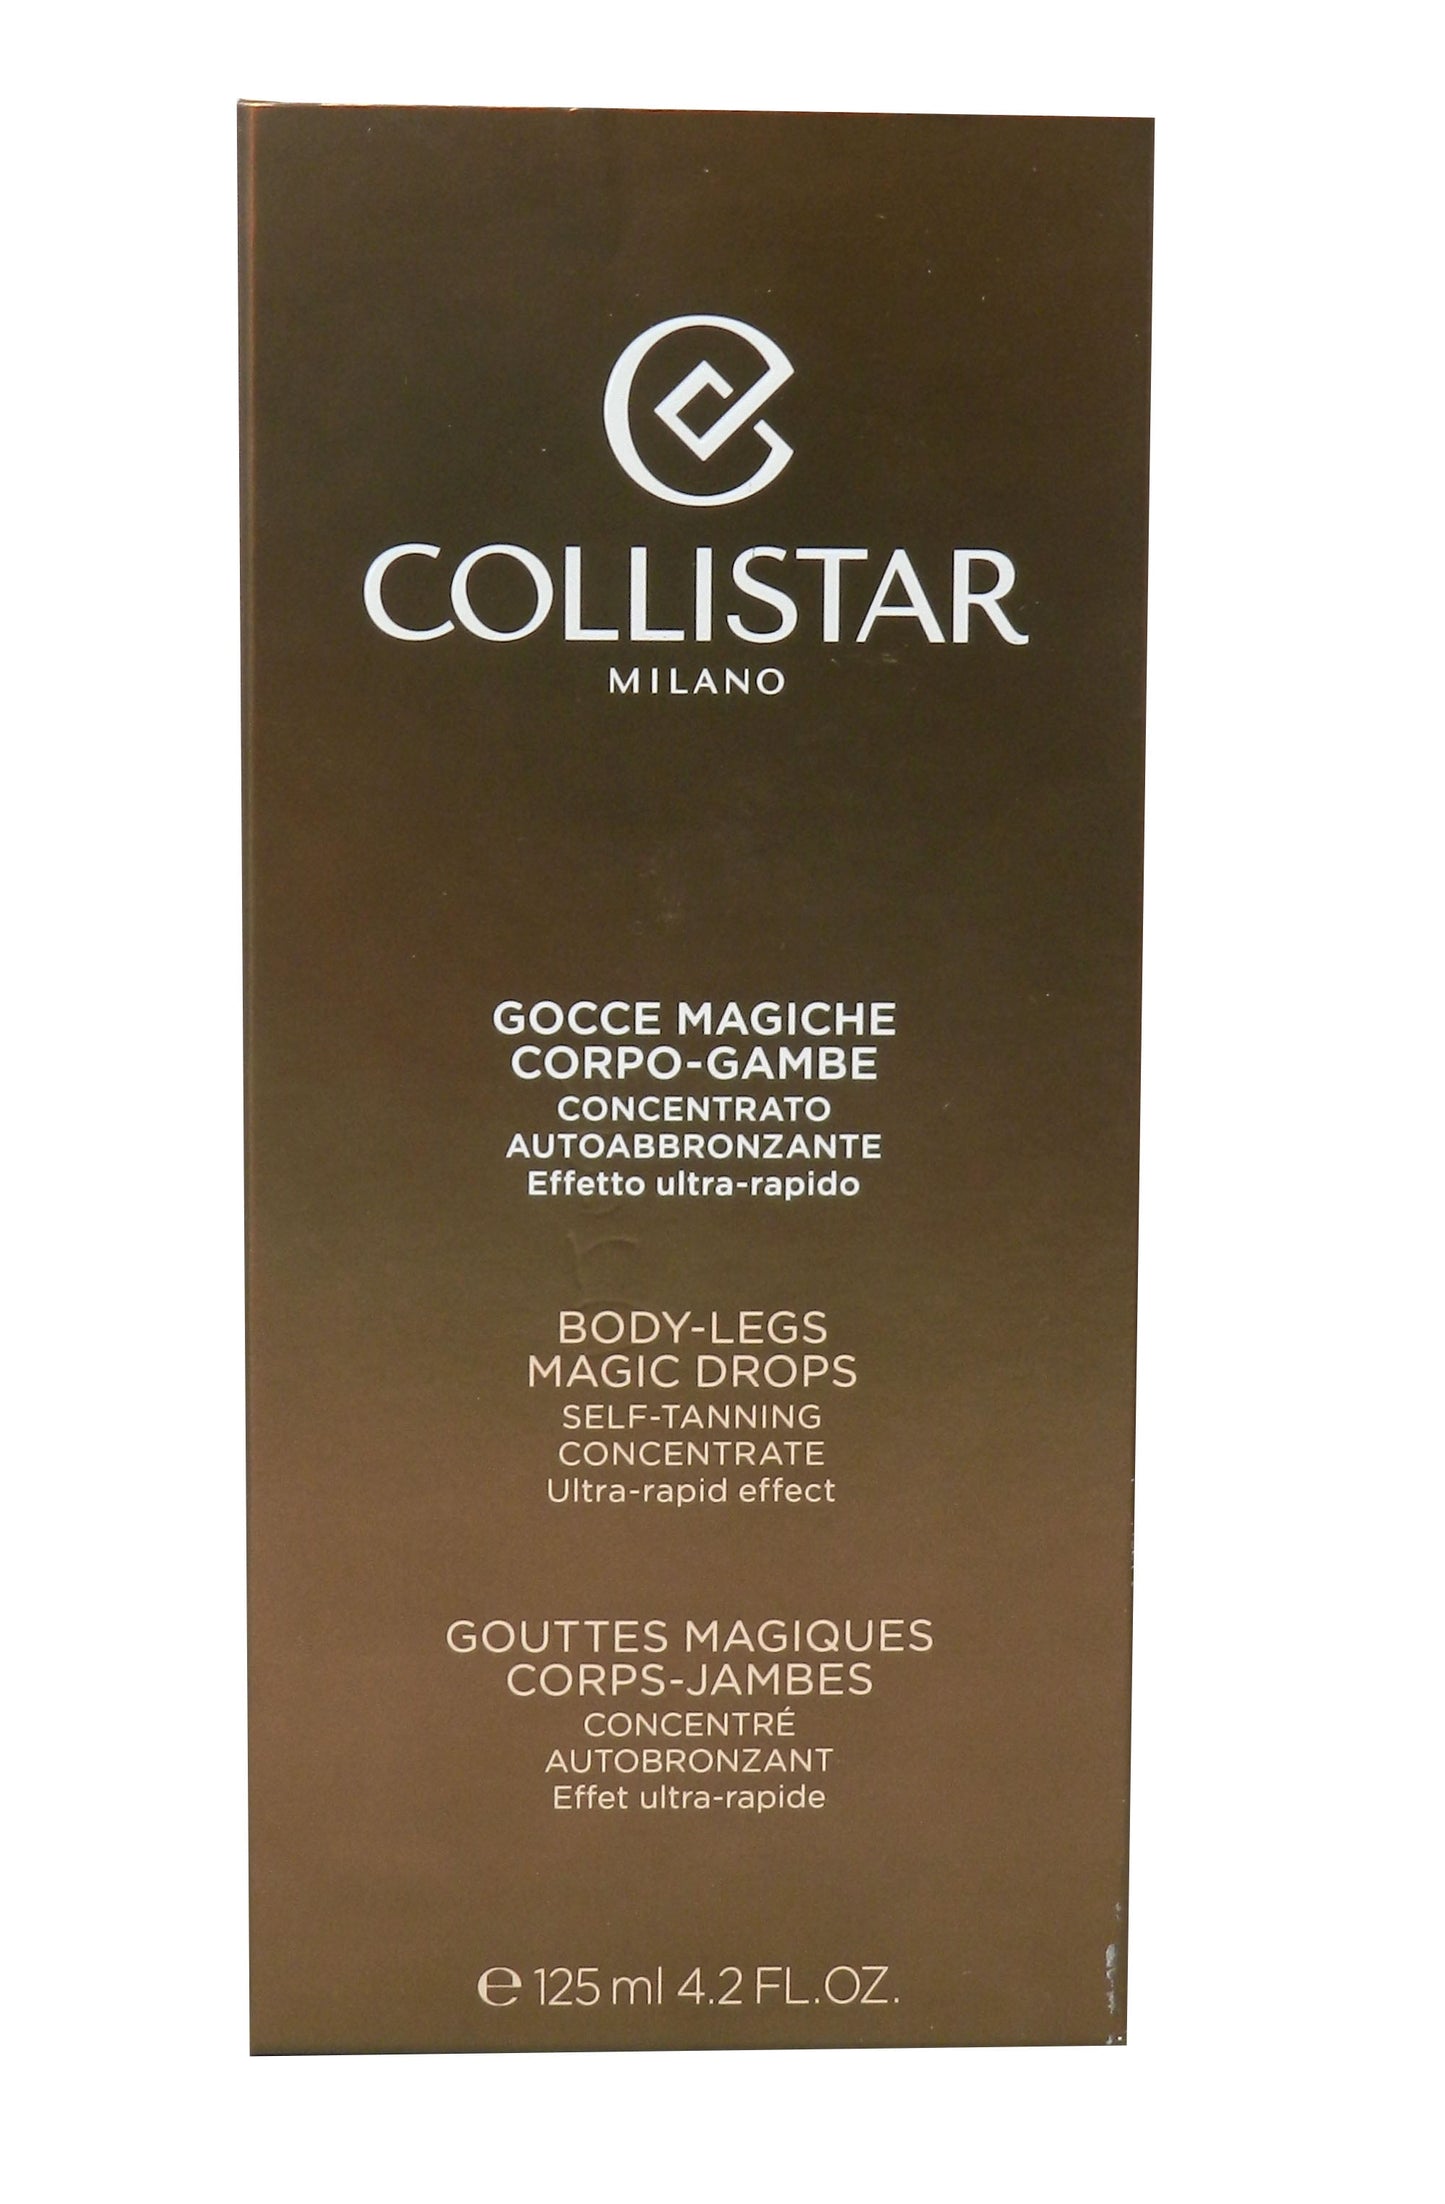 COLLISTAR
MILANO
GOCCE MAGICHE
CORPO-GAMBE
CONCENTRATO
AUTOABBRONZANTE
Effetto ultra-rapido
BODY-LEGS
MAGIC DROPS
SELF-TANNING
CONCENTRATE
Ultra-rapid effect
GOUTTES MAGIQUES
CORPS-JAMBES
CONCENTRÉ
AUTOBRONZANT
Effet ultra-rapide
℮ 125 ml 4.2 FL.OZ.